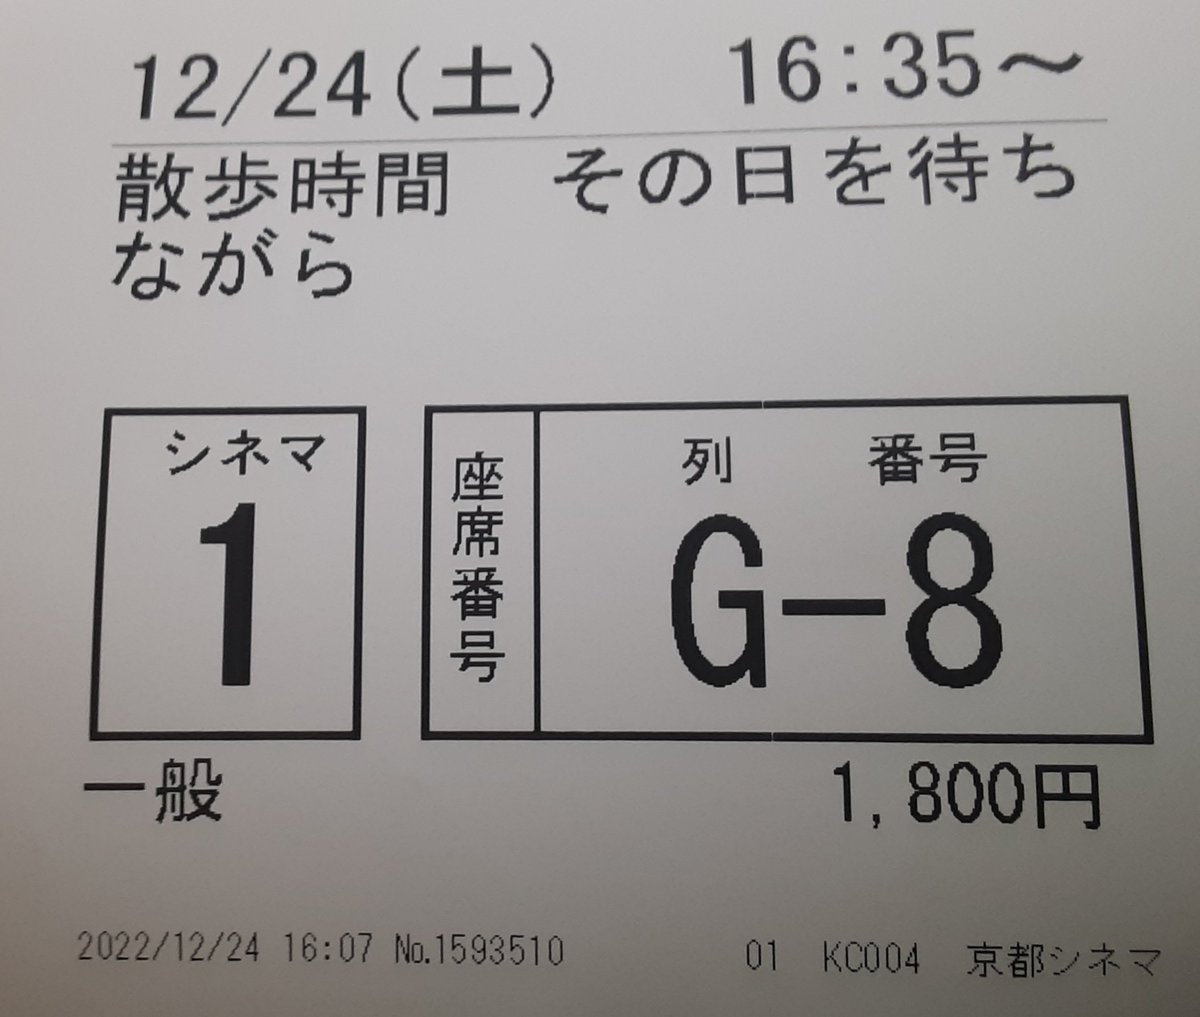 12/24(土) 16:35～
散歩時間 その日を待ち
ながら
シネマ
1
座席番号
列 番号
G-8
一般 1,800円
2022/12/24 16:07 No.1593510 01 KC004 京都シネマ